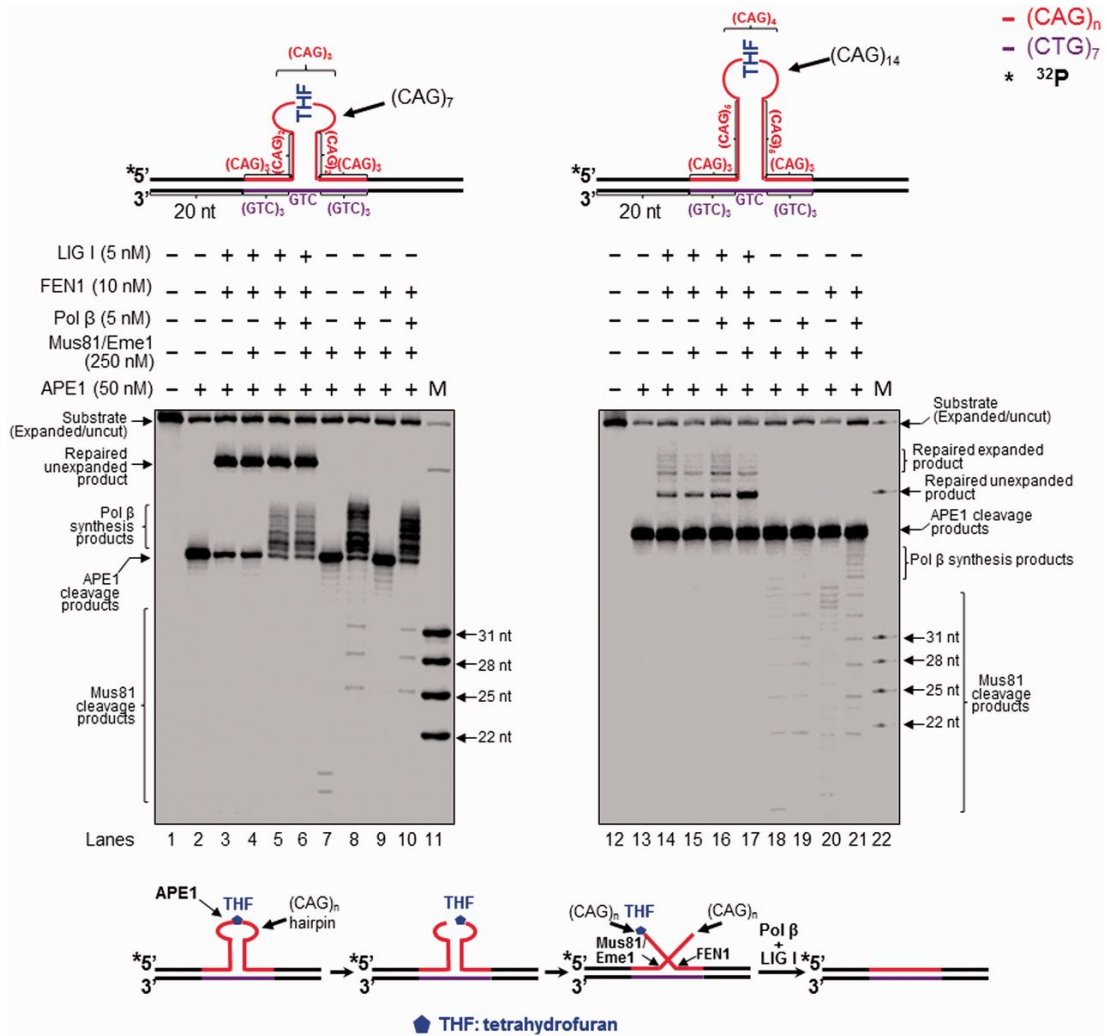 − (CAG)n
− (CTG)7
* 32P
(CAG)3
THF
(CAG)7
(CAG)3
(CAG)2
(CAG)2
(CAG)3
*5'
3'
20 nt
(GTC)3
GTC
(GTC)3
(CAG)4
THF
(CAG)14
(CAG)5
(CAG)3
(CAG)3
*5'
3'
20 nt
(GTC)3
GTC
(GTC)3
LIG I (5 nM) − − + + + + − − − − − − + + + + − − − −
FEN1 (10 nM) − − + + + + − − + + − − + + + + − − + +
Pol β (5 nM) − − − − + + − + − + − − − − + + − + − +
Mus81/Eme1 (250 nM) − − − + − + + + + + − − − + − + + + + +
APE1 (50 nM) − + + + + + + + + + M − + + + + + + + + + M
Substrate
(Expanded/uncut)
Repaired
unexpanded
product
Pol β
synthesis
products
APE1
cleavage
products
Mus81
cleavage
products
31 nt
28 nt
25 nt
22 nt
Substrate
(Expanded/uncut)
Repaired expanded
product
Repaired unexpanded
product
APE1 cleavage
products
Pol β synthesis products
31 nt
28 nt
25 nt
22 nt
Mus81
cleavage
products
Lanes 1 2 3 4 5 6 7 8 9 10 11 12 13 14 15 16 17 18 19 20 21 22
APE1
THF
(CAG)n
hairpin
*5'
3'
THF
*5'
3'
(CAG)n
THF
(CAG)n
Mus81/
Eme1
FEN1
*5'
3'
Pol β
+
LIG I
*5'
3'
THF: tetrahydrofuran